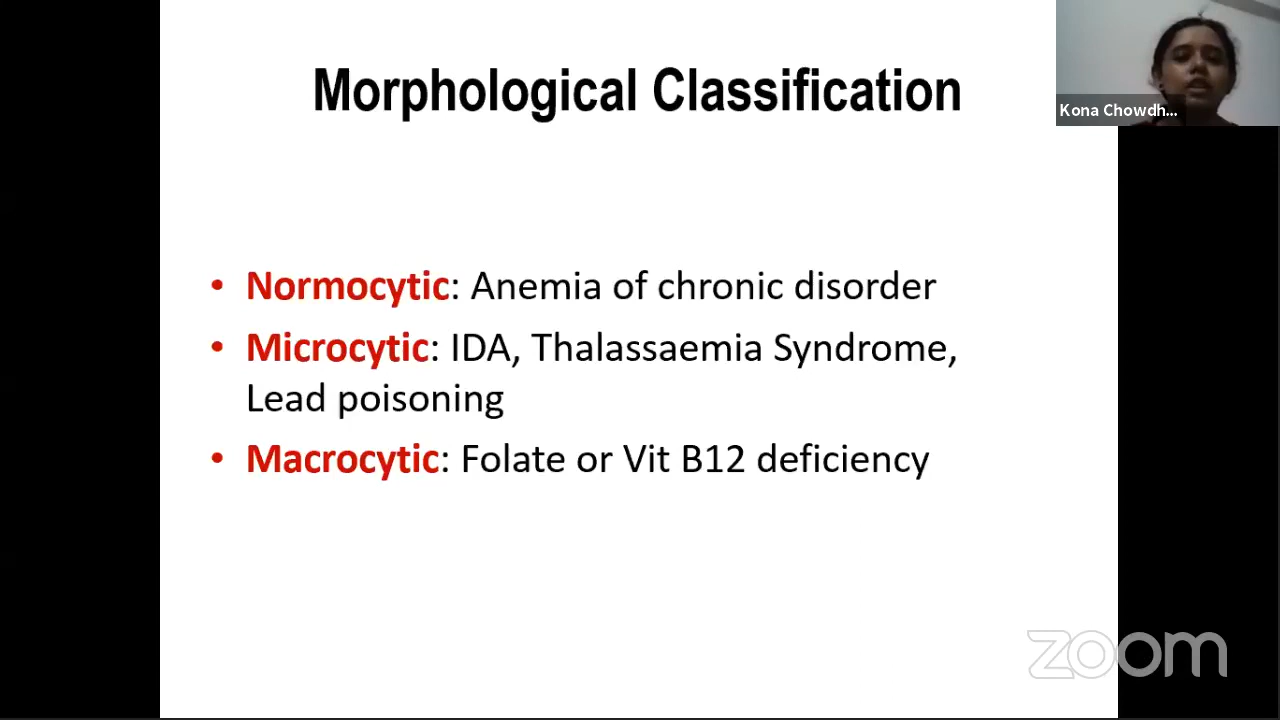 Morphological Classification
Kona Chowdh...
• Normocytic: Anemia of chronic disorder
• Microcytic: IDA, Thalassaemia Syndrome,
Lead poisoning
• Macrocytic: Folate or Vit B12 deficiency
zoom